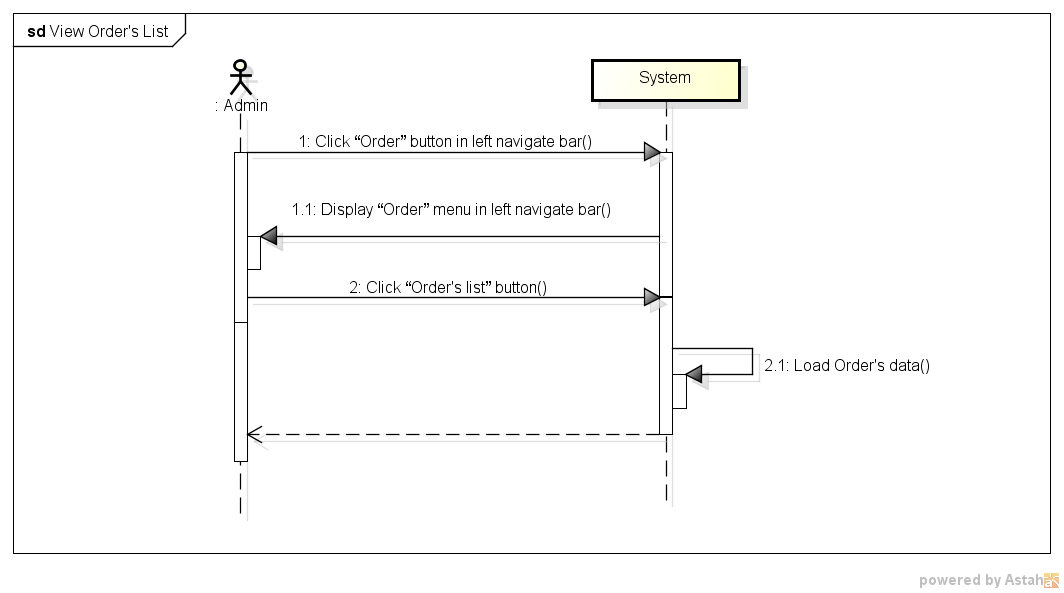 sd View Order's List
: Admin
System
1: Click “Order” button in left navigate bar()
1.1: Display “Order” menu in left navigate bar()
2: Click “Order's list” button()
2.1: Load Order's data()
powered by Astah